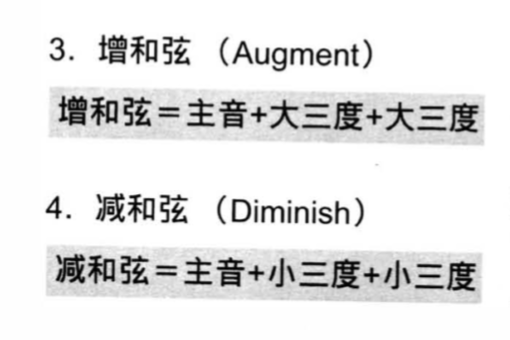 3. 增和弦 （Augment）
增和弦＝主音+大三度+大三度
4. 减和弦 （Diminish）
减和弦＝主音+小三度+小三度